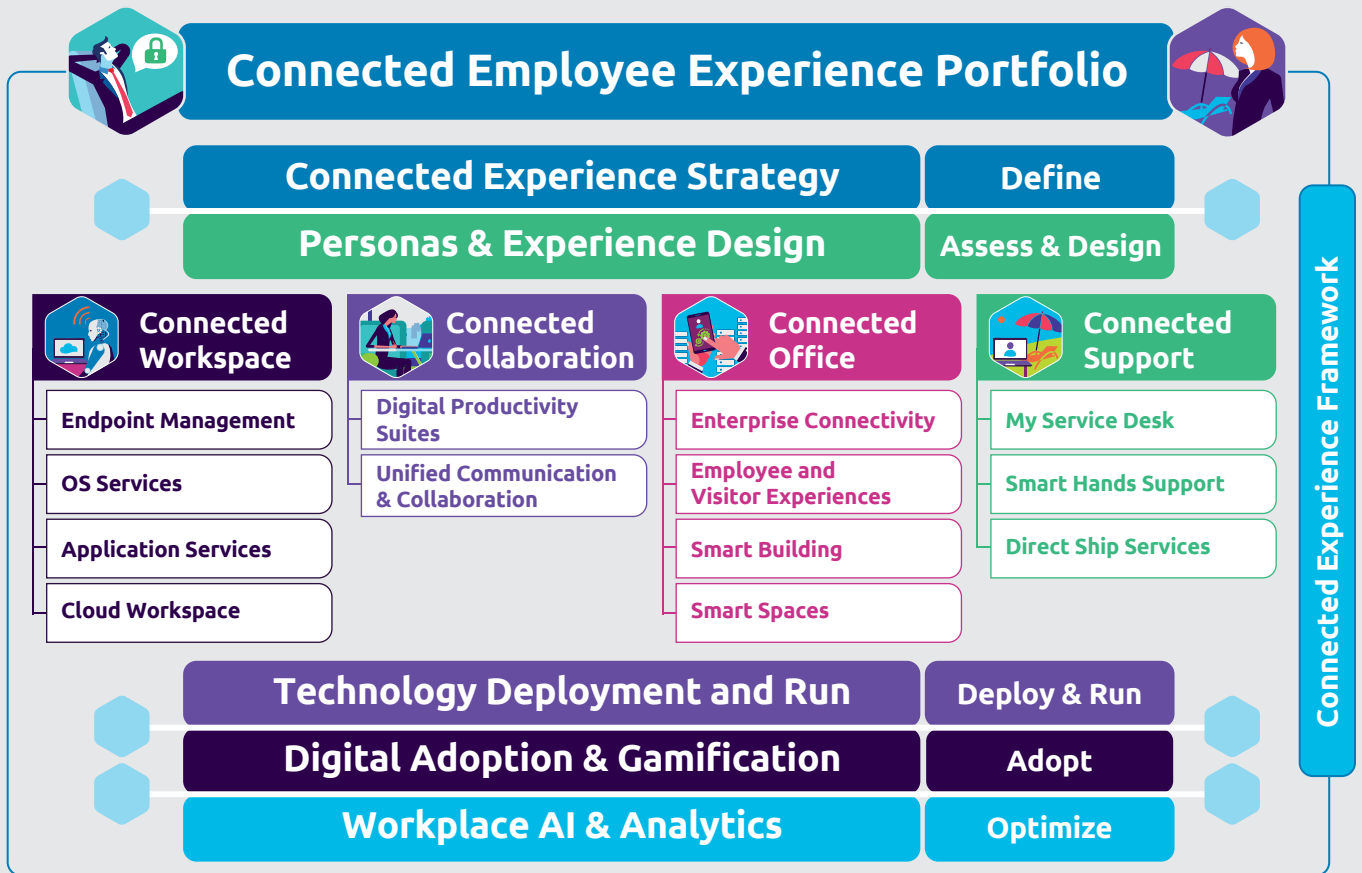 Connected Employee Experience Portfolio
Connected Experience Strategy
Define
Personas & Experience Design
Assess & Design
Connected
Workspace
Endpoint Management
OS Services
Application Services
Cloud Workspace
Connected
Collaboration
Digital Productivity
Suites
Unified Communication
& Collaboration
Connected
Office
Enterprise Connectivity
Employee and
Visitor Experiences
Smart Building
Smart Spaces
Connected
Support
My Service Desk
Smart Hands Support
Direct Ship Services
Technology Deployment and Run
Deploy & Run
Digital Adoption & Gamification
Adopt
Workplace AI & Analytics
Optimize
Connected Experience Framework